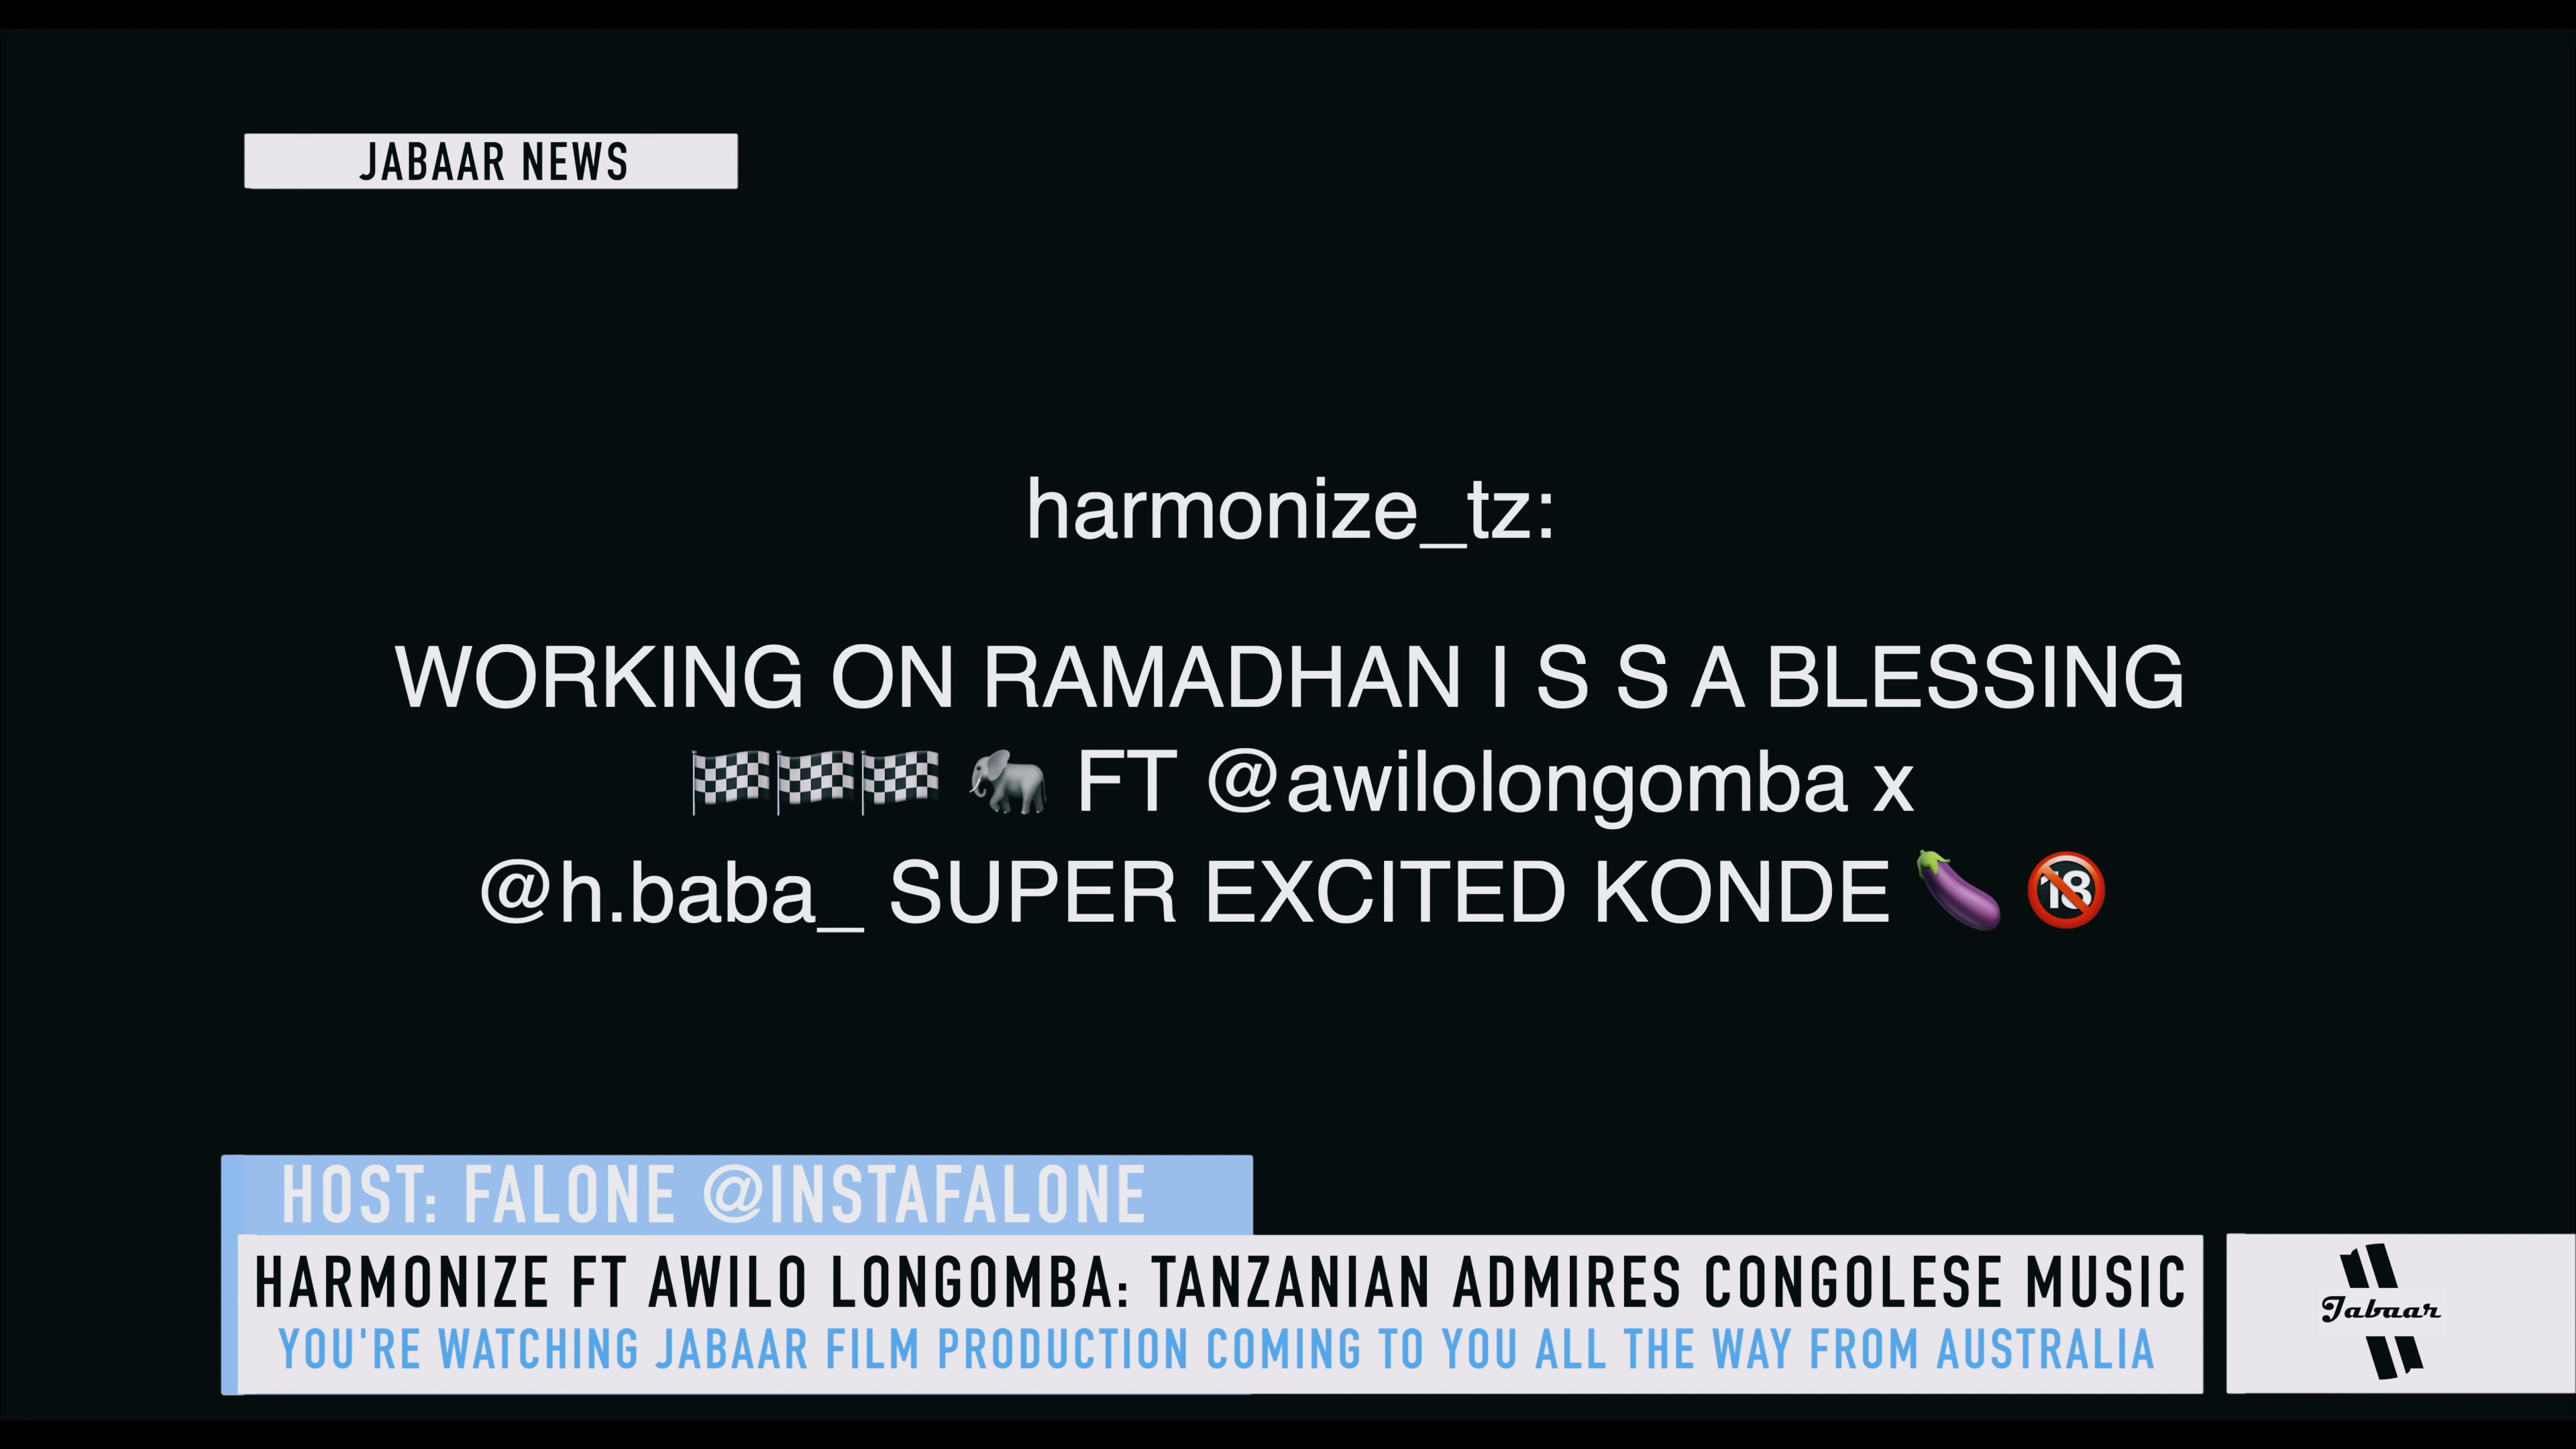 JABAAR NEWS
harmonize_tz:
WORKING ON RAMADHAN I S S A BLESSING
🏁🏁🏁 🐘 FT @awilolongomba x
@h.baba_ SUPER EXCITED KONDE 🍆 🔞
HOST: FALONE @INSTAFALONE
HARMONIZE FT AWILO LONGOMBA: TANZANIAN ADMIRES CONGOLESE MUSIC
YOU'RE WATCHING JABAAR FILM PRODUCTION COMING TO YOU ALL THE WAY FROM AUSTRALIA
Jabaar